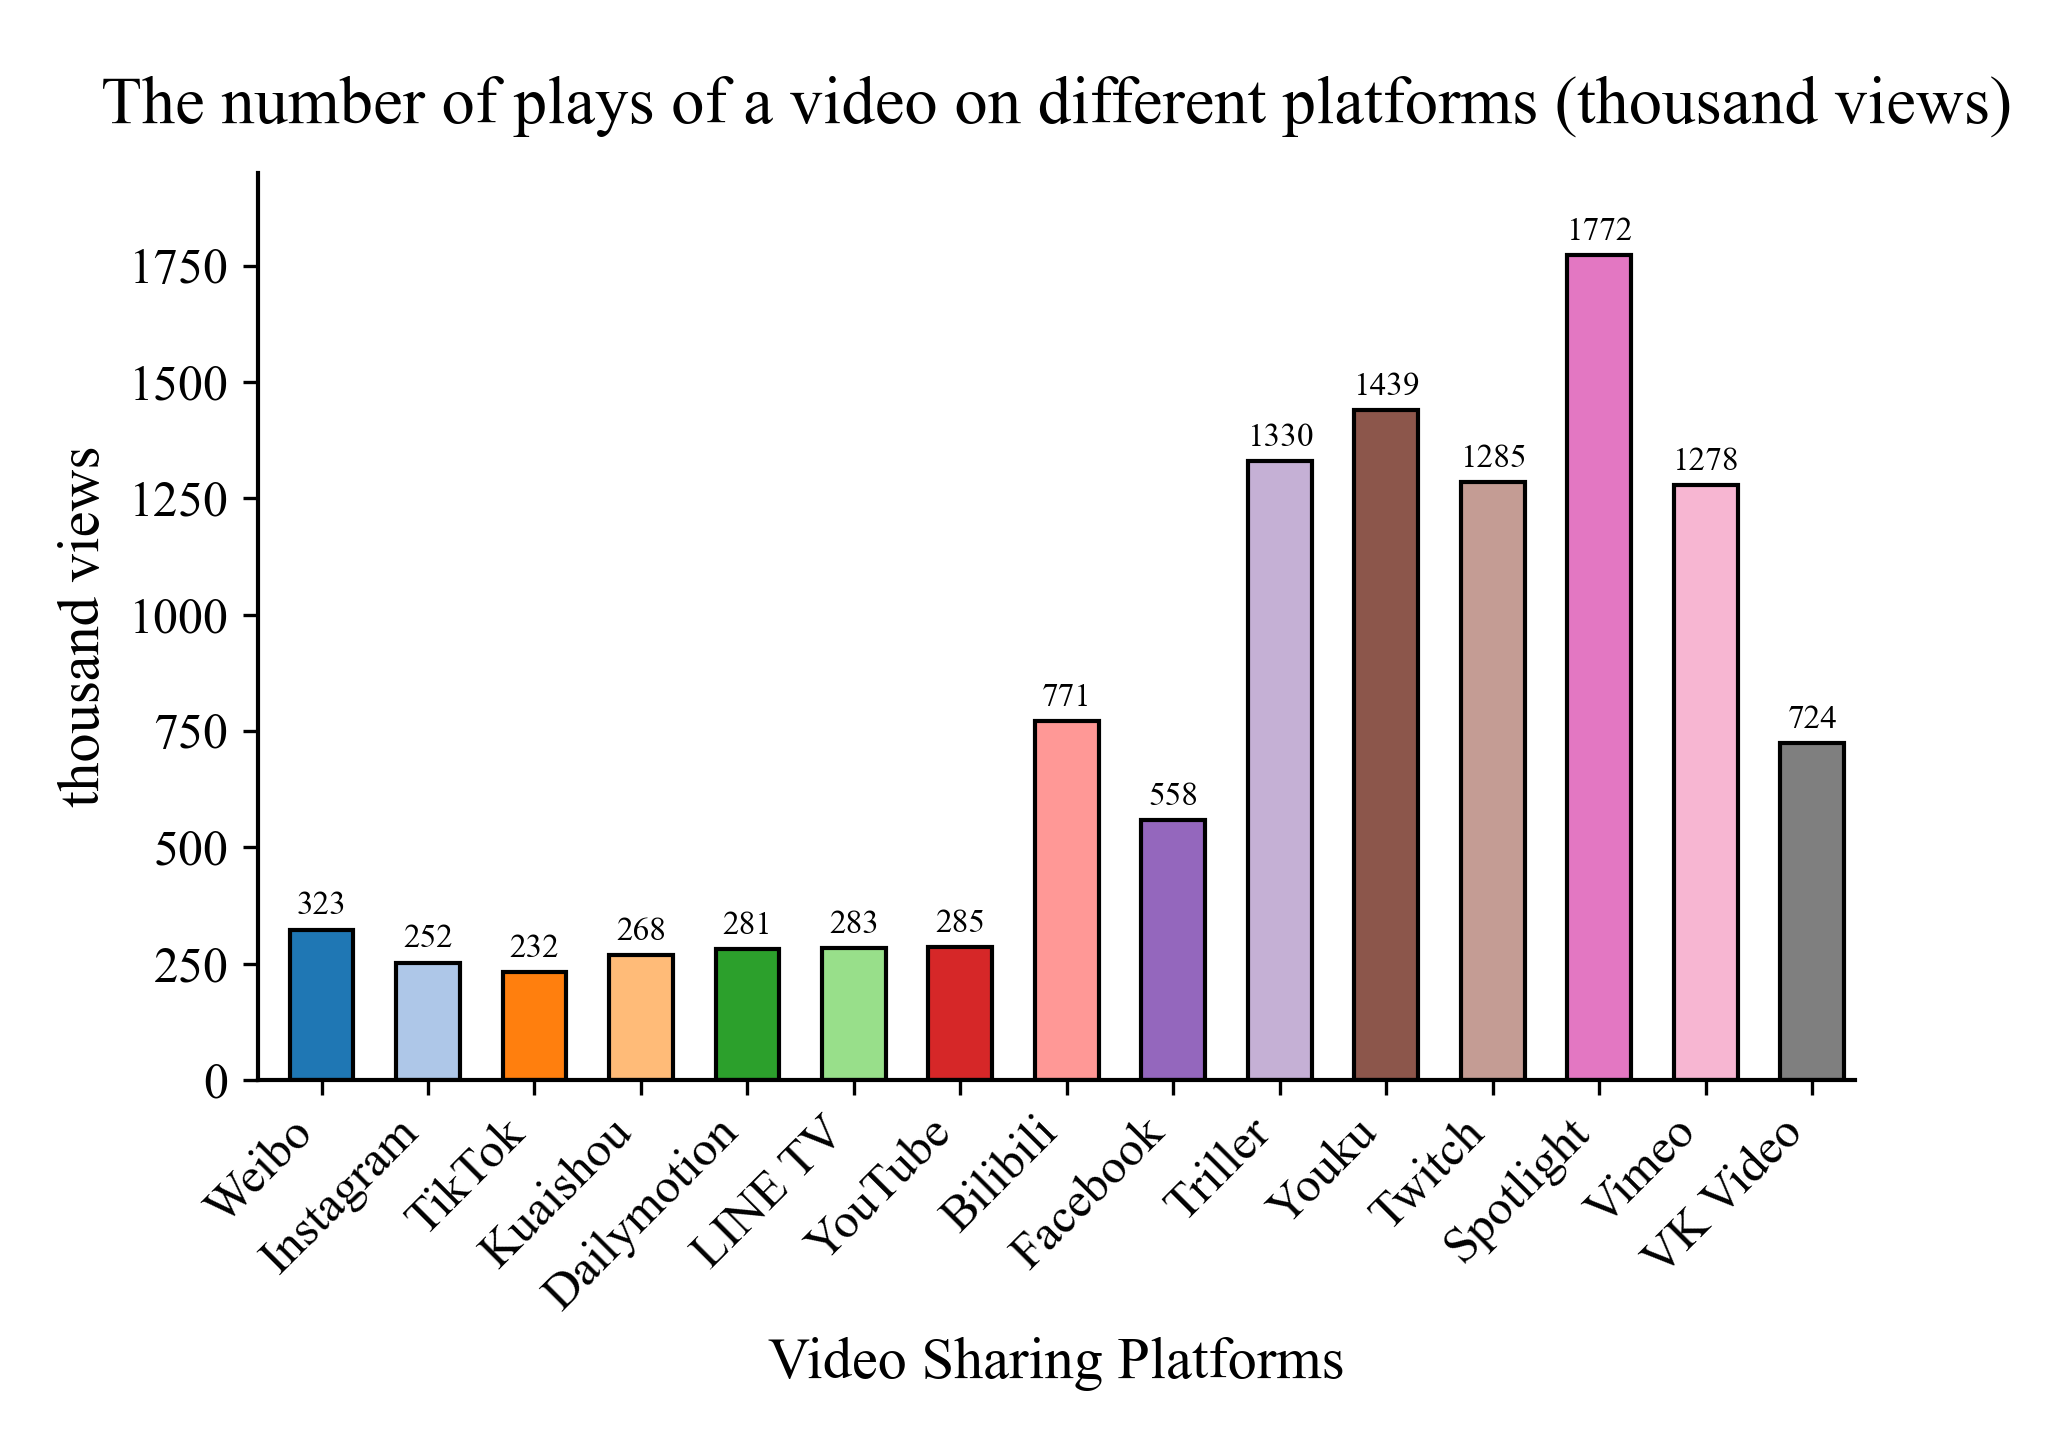 The number of plays of a video on different platforms (thousand views)
thousand views
1750
1500
1250
1000
750
500
250
0
323
252
232
268
281
283
285
771
558
1330
1439
1285
1772
1278
724
Weibo
Instagram
TikTok
Kuaishou
Dailymotion
LINE TV
YouTube
Bilibili
Facebook
Triller
Youku
Twitch
Spotlight
Vimeo
VK Video
Video Sharing Platforms